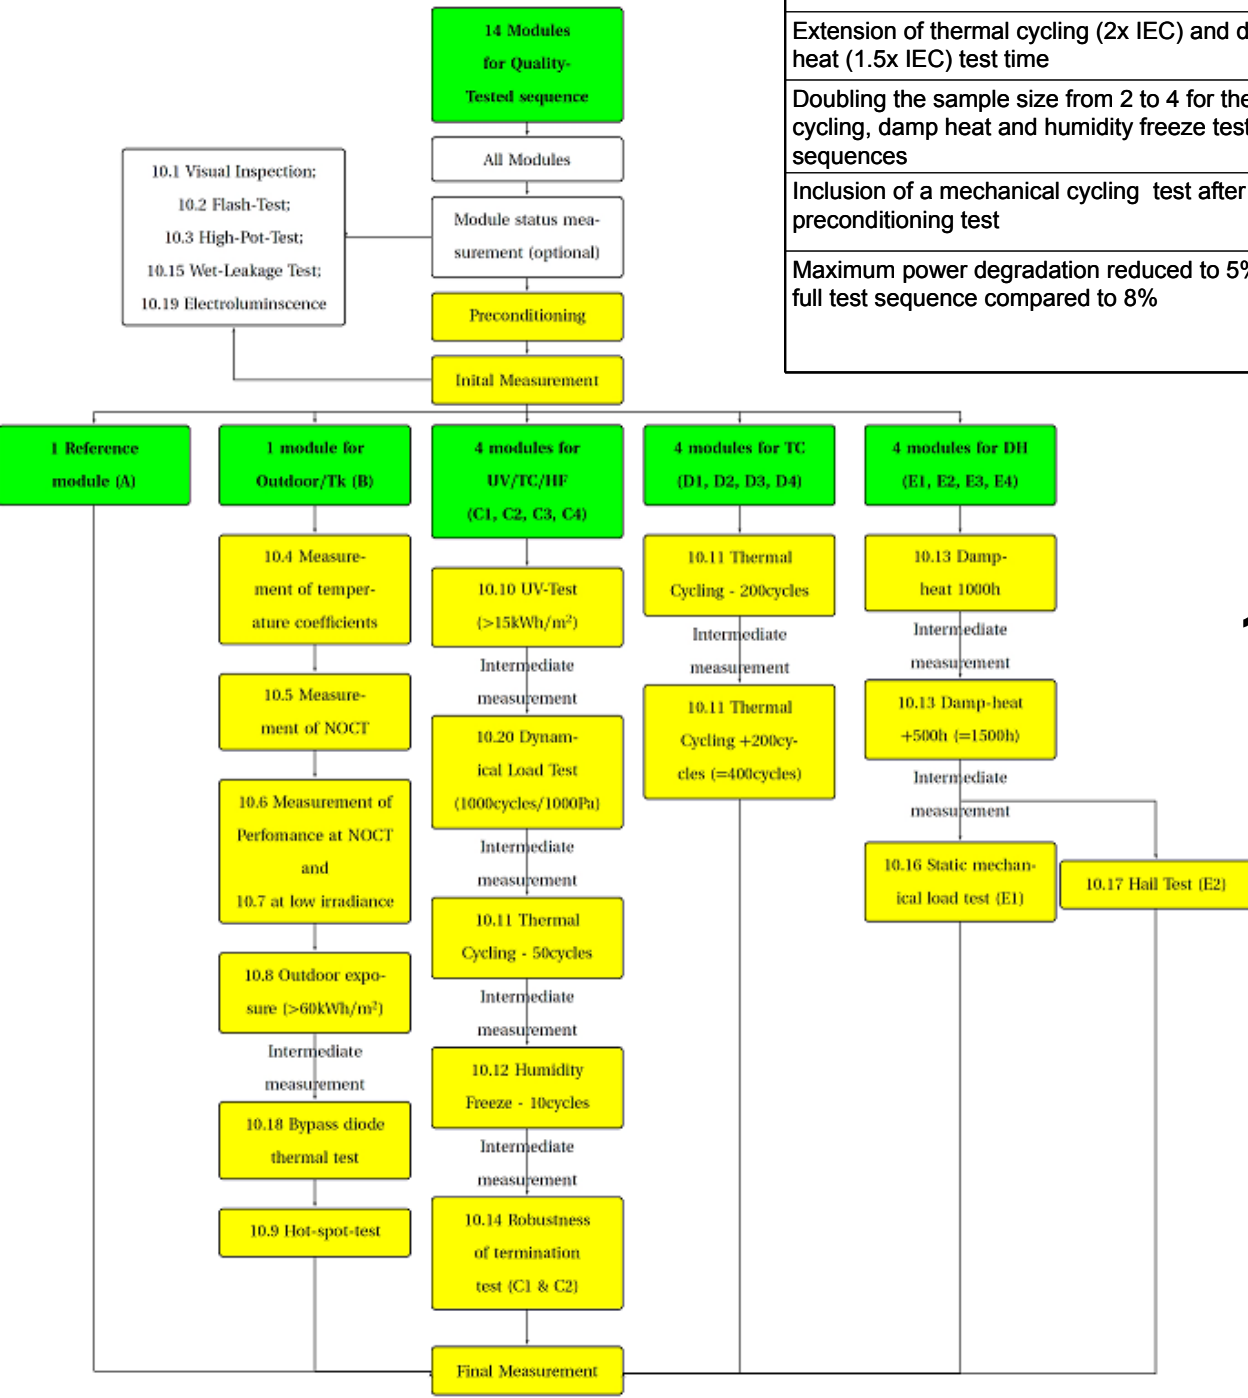 14 Modules
for Quality-
Tested sequence
All Modules
Module status mea-
surement (optional)
10.1 Visual Inspection;
10.2 Flash-Test;
10.3 High-Pot-Test;
10.15 Wet-Leakage Test;
10.19 Electroluminscence
Preconditioning
Inital Measurement
Extension of thermal cycling (2x IEC) and d
heat (1.5x IEC) test time
Doubling the sample size from 2 to 4 for the
cycling, damp heat and humidity freeze test
sequences
Inclusion of a mechanical cycling test after
preconditioning test
Maximum power degradation reduced to 5%
full test sequence compared to 8%
1 Reference
module (A)
1 module for
Outdoor/Tk (B)
10.4 Measure-
ment of temper-
ature coefficients
10.5 Measure-
ment of NOCT
10.6 Measurement of
Perfomance at NOCT
and
10.7 at low irradiance
10.8 Outdoor expo-
sure (>60kWh/m²)
Intermediate
measurement
10.18 Bypass diode
thermal test
10.9 Hot-spot-test
4 modules for
UV/TC/HF
(C1, C2, C3, C4)
10.10 UV-Test
(>15kWh/m²)
Intermediate
measurement
10.20 Dynam-
ical Load Test
(1000cycles/1000Pa)
Intermediate
measurement
10.11 Thermal
Cycling - 50cycles
Intermediate
measurement
10.12 Humidity
Freeze - 10cycles
Intermediate
measurement
10.14 Robustness
of termination
test (C1 & C2)
4 modules for TC
(D1, D2, D3, D4)
10.11 Thermal
Cycling - 200cycles
Intermediate
measurement
10.11 Thermal
Cycling +200cy-
cles (=400cycles)
4 modules for DH
(E1, E2, E3, E4)
10.13 Damp-
heat 1000h
Intermediate
measurement
10.13 Damp-heat
+500h (=1500h)
Intermediate
measurement
10.16 Static mechan-
ical load test (E1)
10.17 Hail Test (E2)
Final Measurement